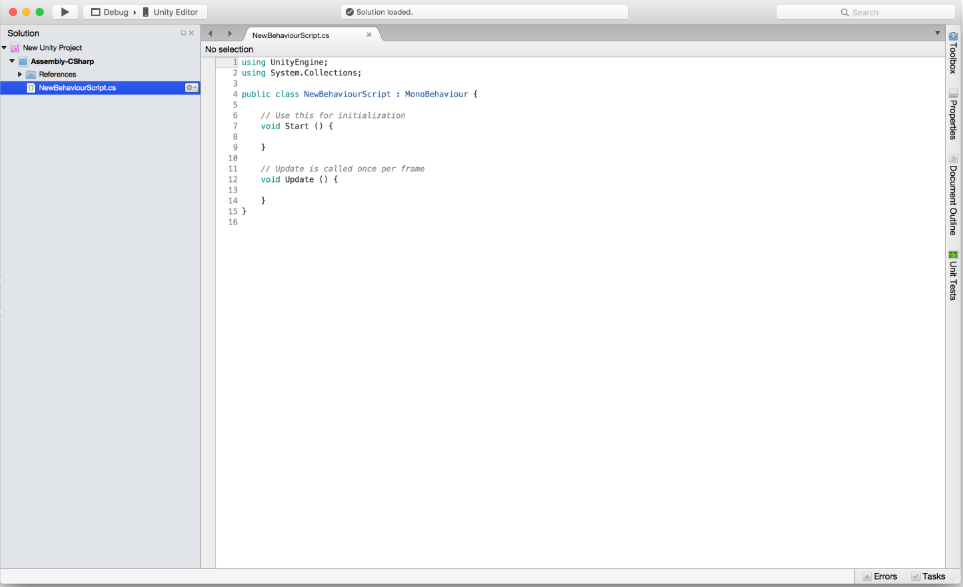 Debug › Unity Editor
Solution loaded.
Search
Solution
New Unity Project
Assembly-CSharp
References
NewBehaviourScript.cs
NewBehaviourScript.cs
No selection
1 using UnityEngine;
2 using System.Collections;
3
4 public class NewBehaviourScript : MonoBehaviour {
5
6 // Use this for initialization
7 void Start () {
8
9 }
10
11 // Update is called once per frame
12 void Update () {
13
14 }
15 }
16
Toolbox
Properties
Document Outline
Unit Tests
Errors
Tasks